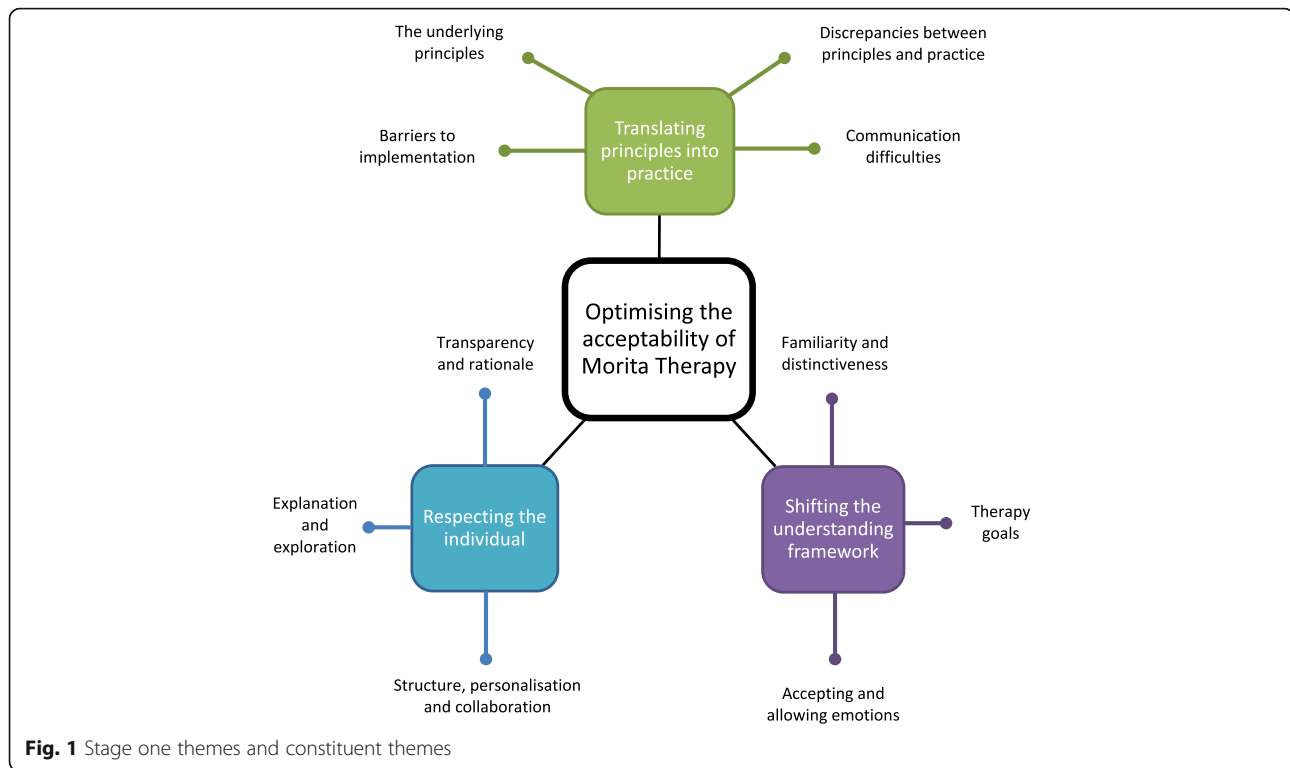 The underlying
principles
Discrepancies between
principles and practice
Barriers to
implementation
Translating
principles into
practice
Communication
difficulties
Optimising the
acceptability of
Morita Therapy
Transparency
and rationale
Familiarity and
distinctiveness
Explanation
and
exploration
Respecting the
individual
Shifting the
understanding
framework
Therapy
goals
Structure, personalisation
and collaboration
Accepting and
allowing emotions
Fig. 1 Stage one themes and constituent themes